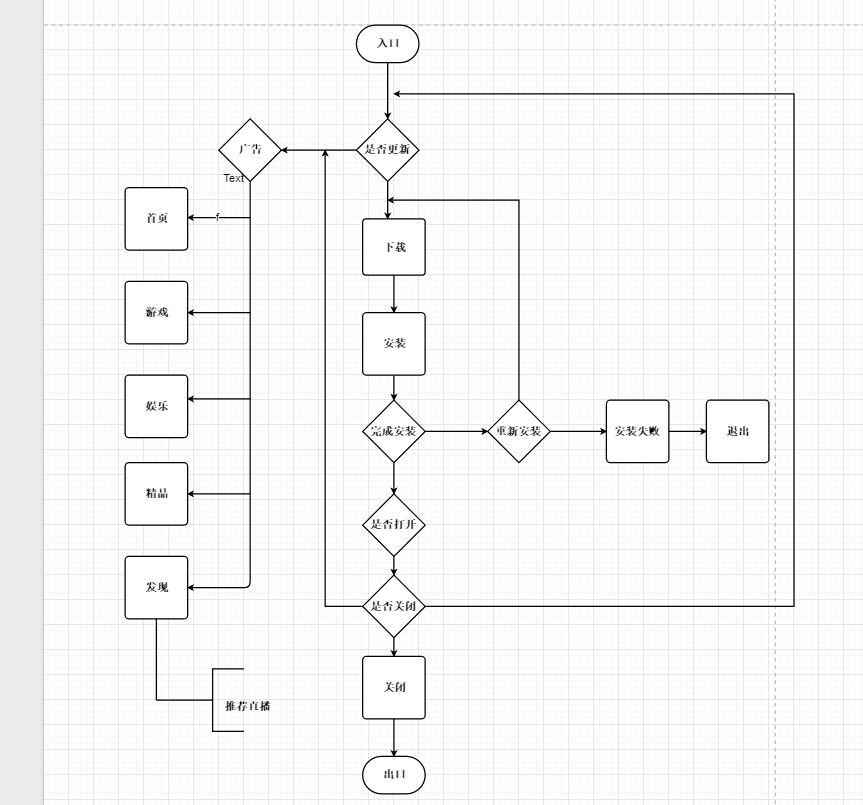 入口
广告
是否更新
Text
首页
f
下载
游戏
安装
娱乐
完成安装
重新安装
安装失败
退出
精品
是否打开
发现
是否关闭
关闭
推荐直播
出口